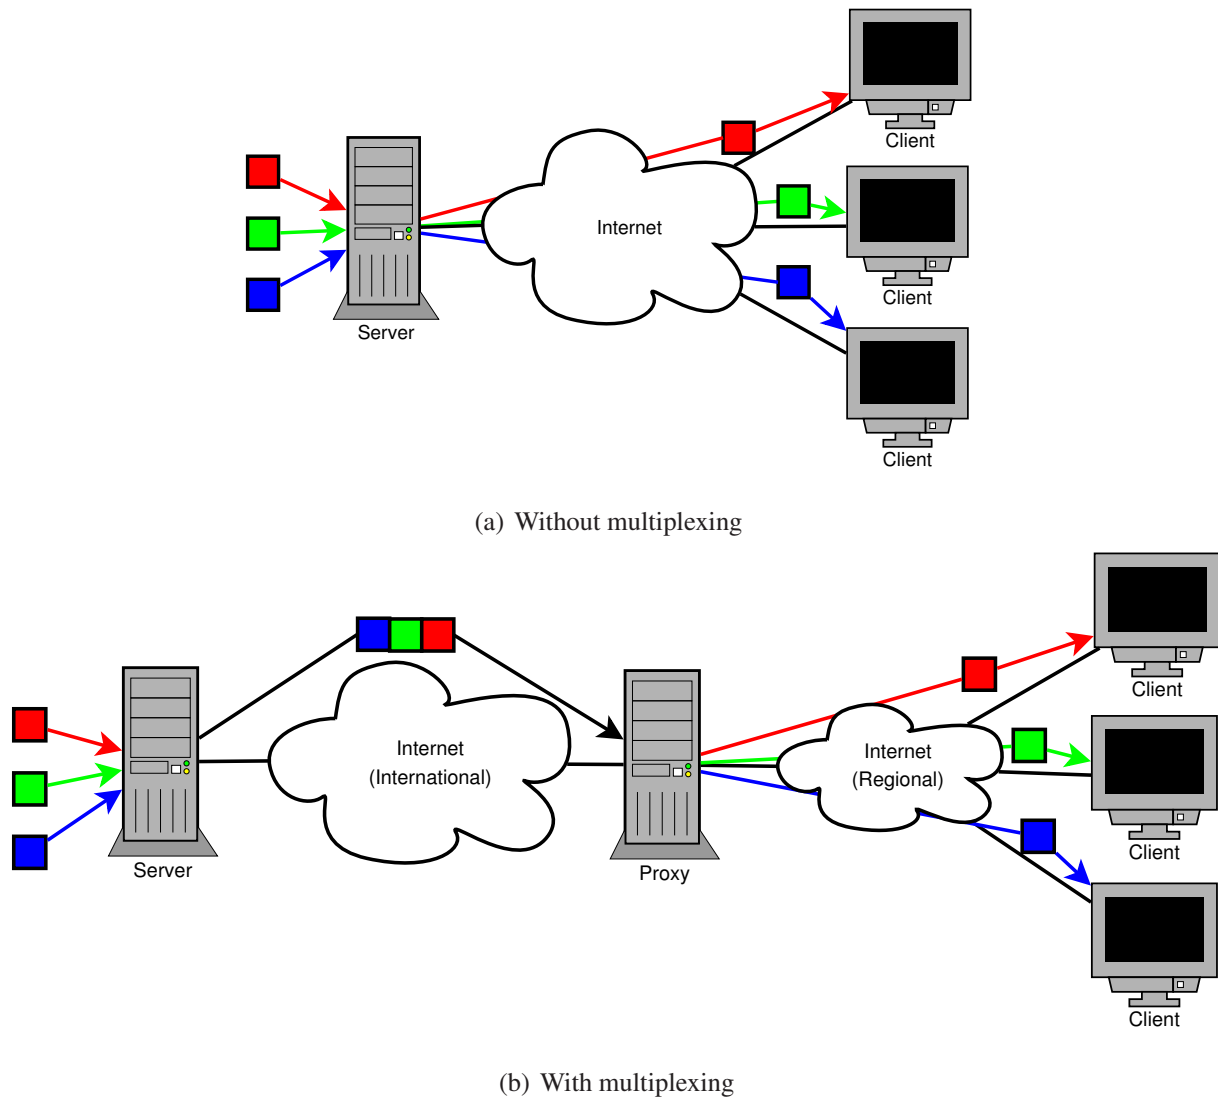 Client
Internet
Client
Server
Client
(a) Without multiplexing
Internet
(International)
Internet
(Regional)
Client
Client
Server
Proxy
Client
(b) With multiplexing